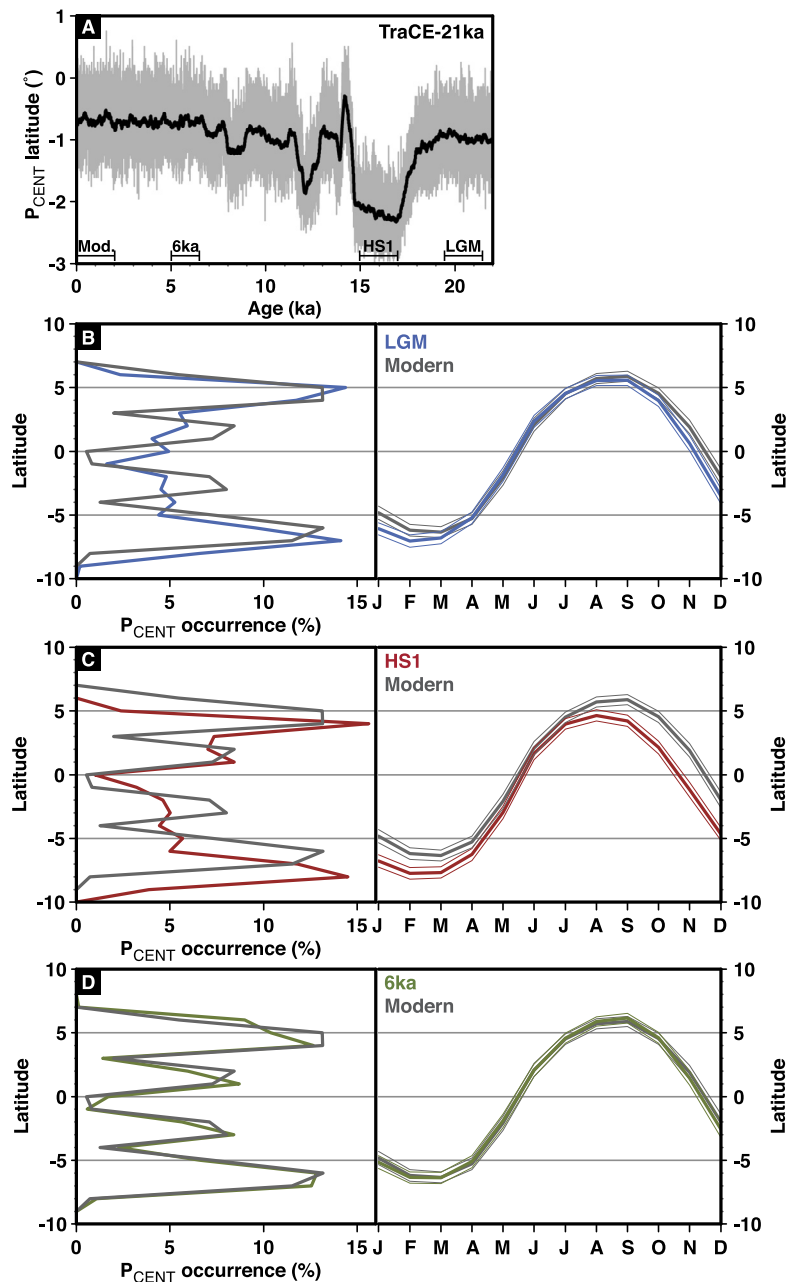 A
TraCE-21ka
1
0
-1
-2
-3
P_CENT latitude (°)
Mod. 6ka HS1 LGM
0 5 10 15 20
Age (ka)
B
LGM
Modern
10
5
0
-5
-10
Latitude
10
5
0
-5
-10
Latitude
0 5 10 15
J F M A M J J A S O N D
P_CENT occurrence (%)
C
HS1
Modern
10
5
0
-5
-10
Latitude
10
5
0
-5
-10
Latitude
0 5 10 15
J F M A M J J A S O N D
P_CENT occurrence (%)
D
6ka
Modern
10
5
0
-5
-10
Latitude
10
5
0
-5
-10
Latitude
0 5 10 15
J F M A M J J A S O N D
P_CENT occurrence (%)